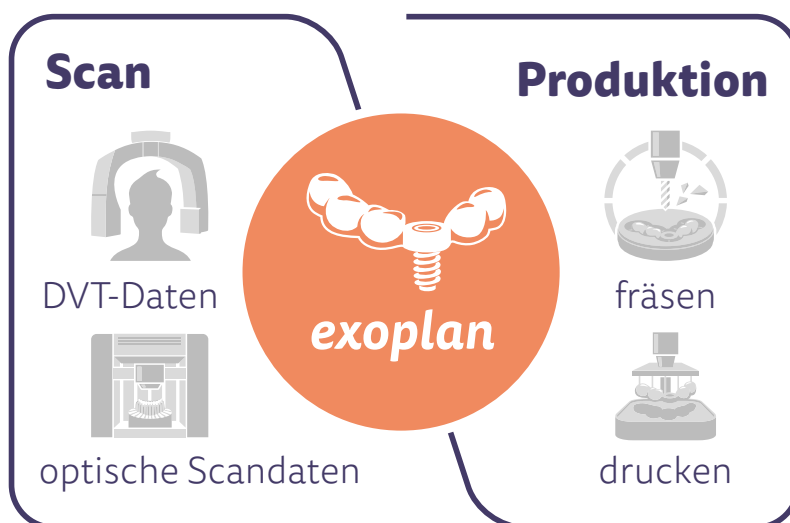 Scan
DVT-Daten
optische Scandaten
exoplan
Produktion
fräsen
drucken